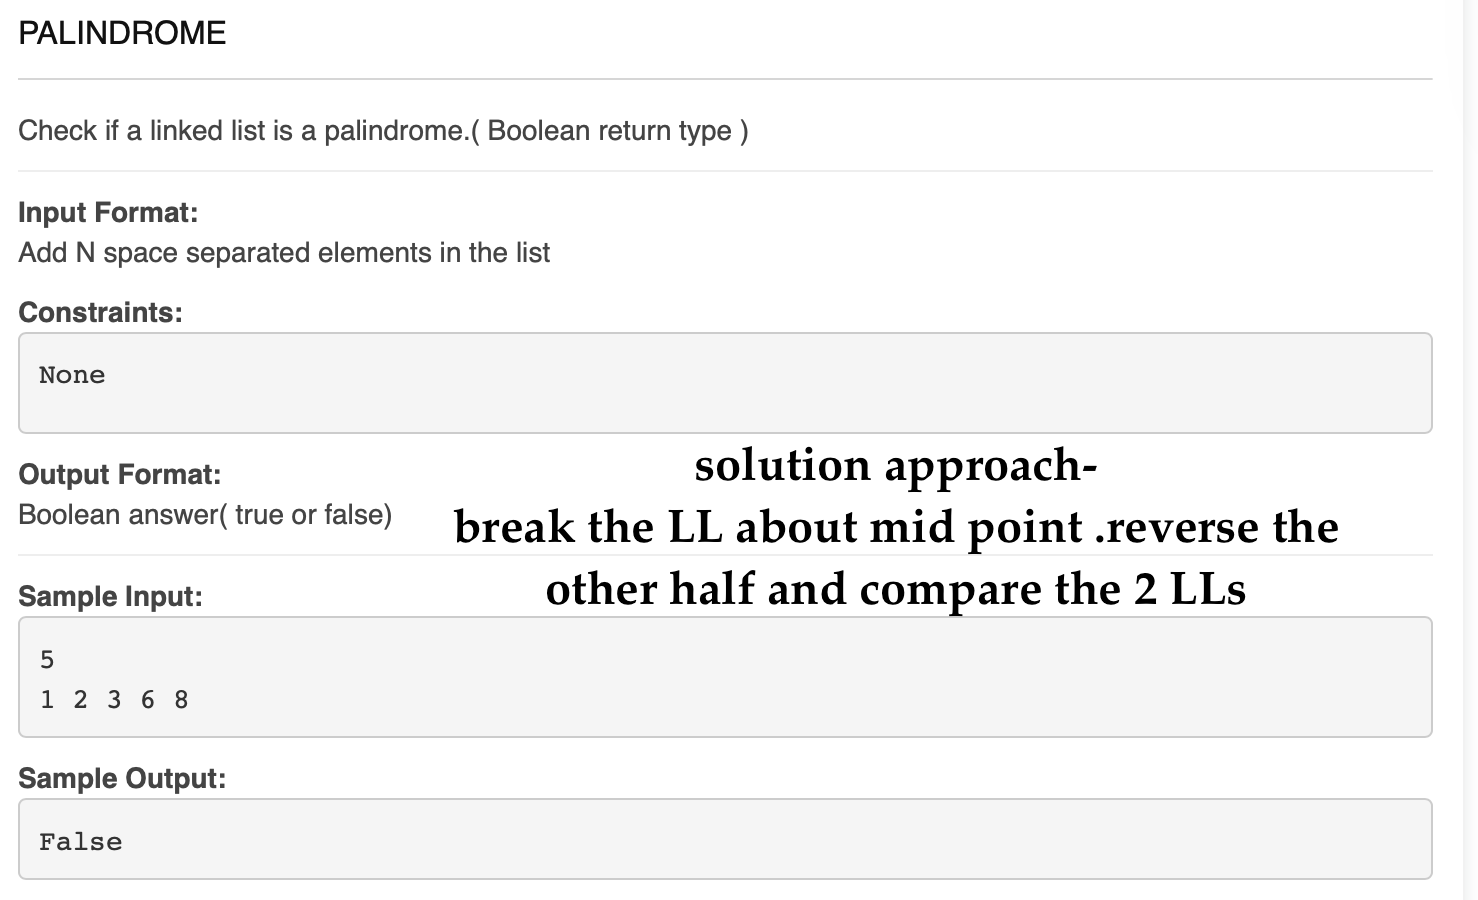 PALINDROME
Check if a linked list is a palindrome.( Boolean return type )
Input Format:
Add N space separated elements in the list
Constraints:
None
Output Format:
Boolean answer( true or false)
solution approach-
break the LL about mid point .reverse the
other half and compare the 2 LLs
Sample Input:
5
1 2 3 6 8
Sample Output:
False